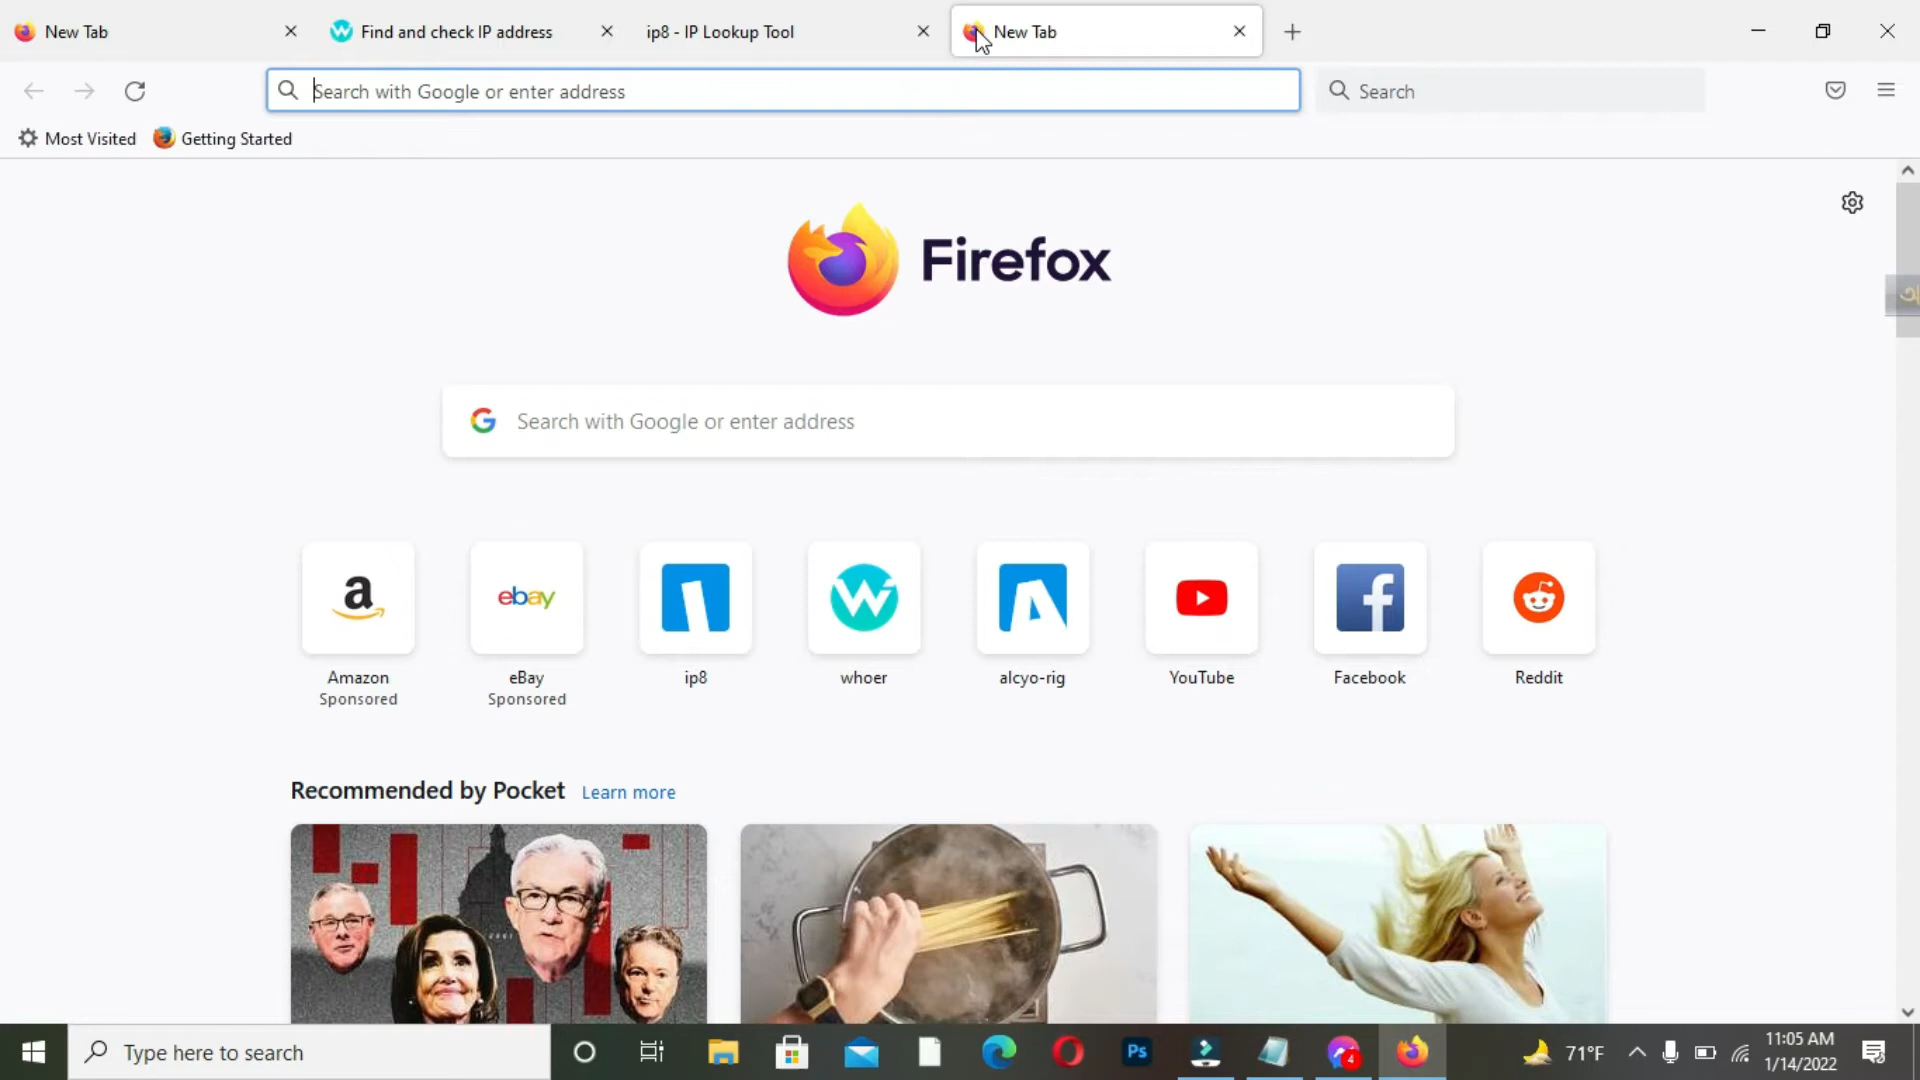 New Tab
Find and check IP address
ip8 - IP Lookup Tool
New Tab
Search with Google or enter address
Search
Most Visited
Getting Started
Firefox
Search with Google or enter address
a
ebay
Amazon
Sponsored
eBay
Sponsored
ip8
whoer
alcyo-rig
YouTube
Facebook
Reddit
Recommended by Pocket Learn more
Type here to search
Ps
4
71°F
11:05 AM
1/14/2022